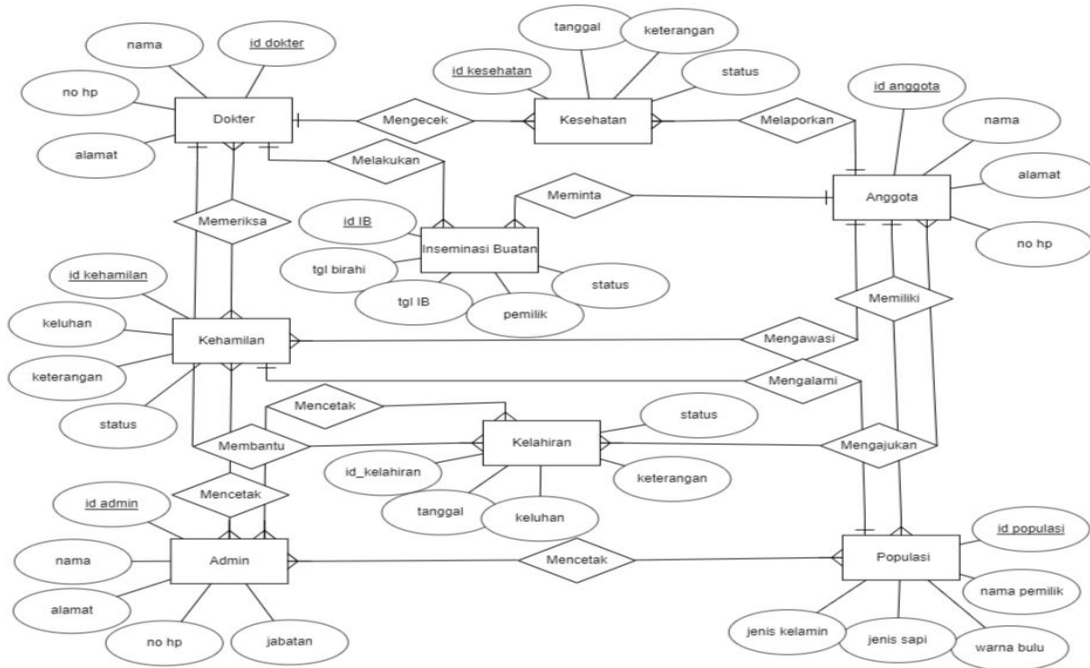 tanggal
keterangan
nama
id dokter
id kesehatan
status
id anggota
no hp
Dokter
Mengecek
Kesehatan
Melaporkan
nama
alamat
Melakukan
Anggota
alamat
Meminta
Memeriksa
id IB
no hp
Inseminasi Buatan
tgl birahi
status
id kehamilan
tgl IB
pemilik
Memiliki
keluhan
Kehamilan
Mengawasi
keterangan
Mengalami
Mencetak
status
status
Membantu
Kelahiran
Mengajukan
id_kelahiran
keterangan
Mencetak
id admin
tanggal
keluhan
id populasi
nama
Admin
Mencetak
Populasi
nama pemilik
alamat
no hp
jabatan
jenis kelamin
jenis sapi
warna bulu